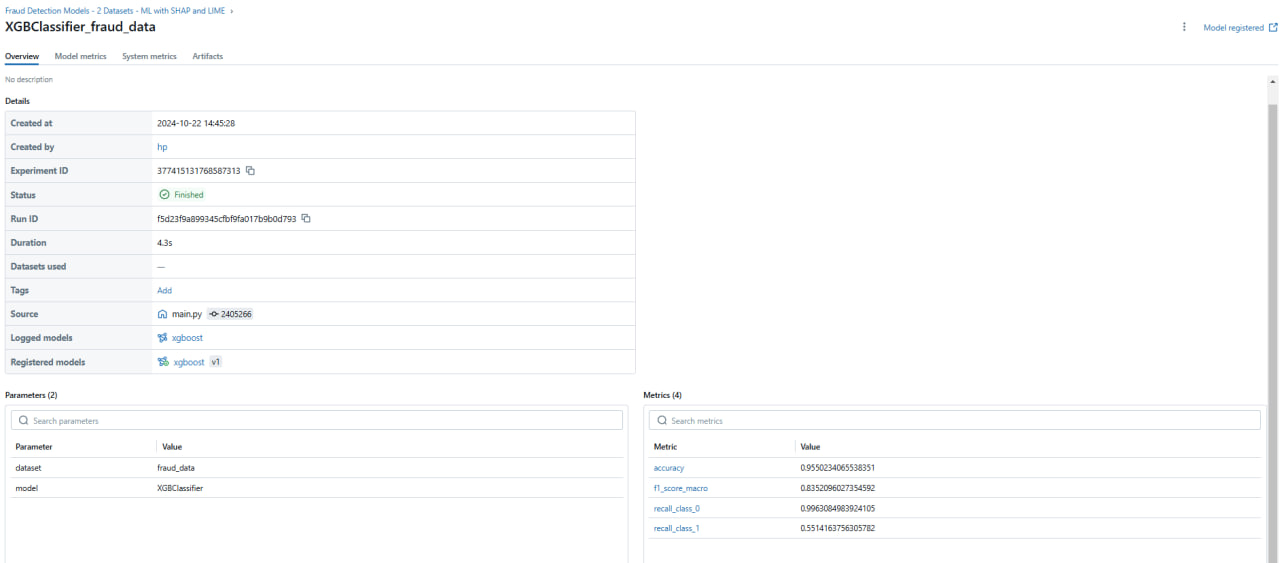 Fraud Detection Models - 2 Datasets - ML with SHAP and LIME ›
XGBClassifier_fraud_data
Model registered
Overview Model metrics System metrics Artifacts
No description
Details
Created at 2024-10-22 14:45:28
Created by hp
Experiment ID 377415131768587313
Status Finished
Run ID f5d23f9a899345cfbf9fa017b9b0d793
Duration 4.3s
Datasets used —
Tags Add
Source main.py 2405266
Logged models xgboost
Registered models xgboost v1
Parameters (2)
Search parameters
Parameter Value
dataset fraud_data
model XGBClassifier
Metrics (4)
Search metrics
Metric Value
accuracy 0.9550234065538351
f1_score_macro 0.8352096027354592
recall_class_0 0.9963084983924105
recall_class_1 0.5514163756305782